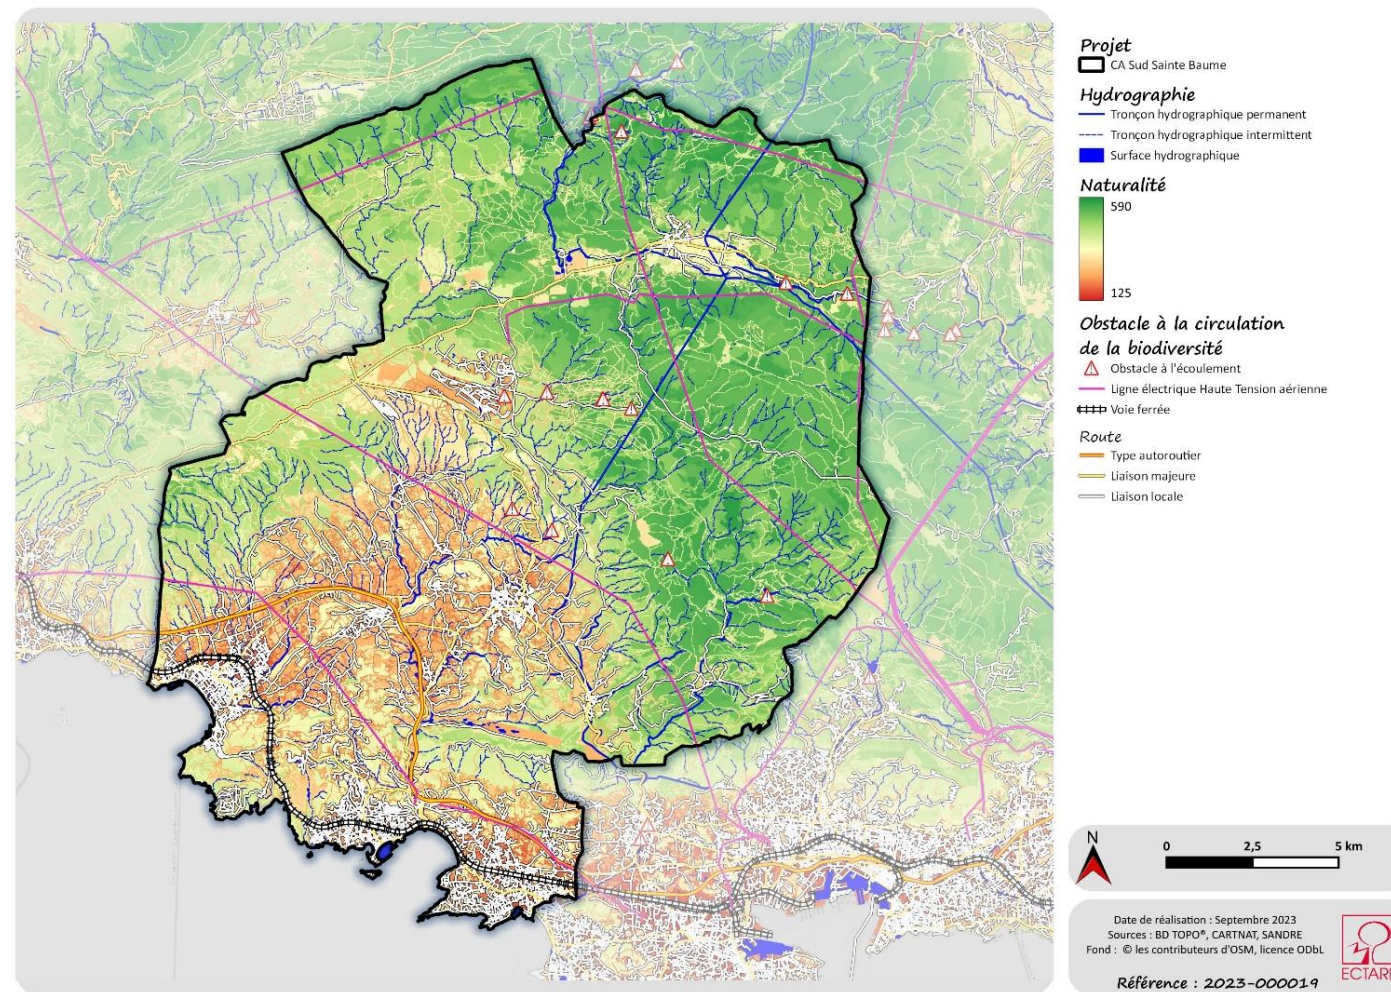 Projet
CA Sud Sainte Baume
Hydrographie
Tronçon hydrographique permanent
Tronçon hydrographique intermittent
Surface hydrographique
Naturalité
590
125
Obstacle à la circulation
de la biodiversité
Obstacle à l'écoulement
Ligne électrique Haute Tension aérienne
Voie ferrée
Route
Type autoroutier
Liaison majeure
Liaison locale
N
0 2,5 5 km
Date de réalisation : Septembre 2023
Sources : BD TOPO®, CARTNAT, SANDRE
Fond : © les contributeurs d'OSM, licence ODbL
Référence : 2023-000019